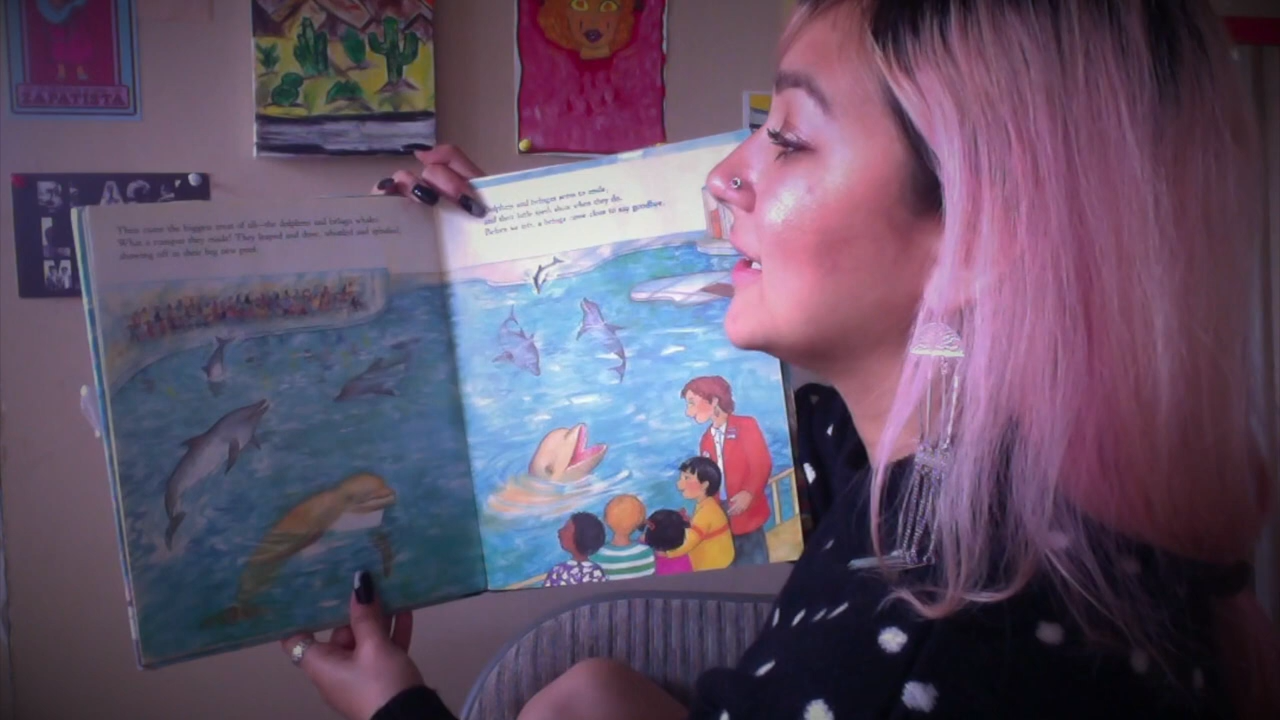 ZAPATISTA
Then came the biggest treat of all—the dolphins and beluga whales.
What a rumpus they made! They leaped and dove, whistled and splashed,
showing off in their big new pool.
Dolphins and belugas seem to smile,
and their little teeth show when they do.
Before we left, a beluga came close to say goodbye.